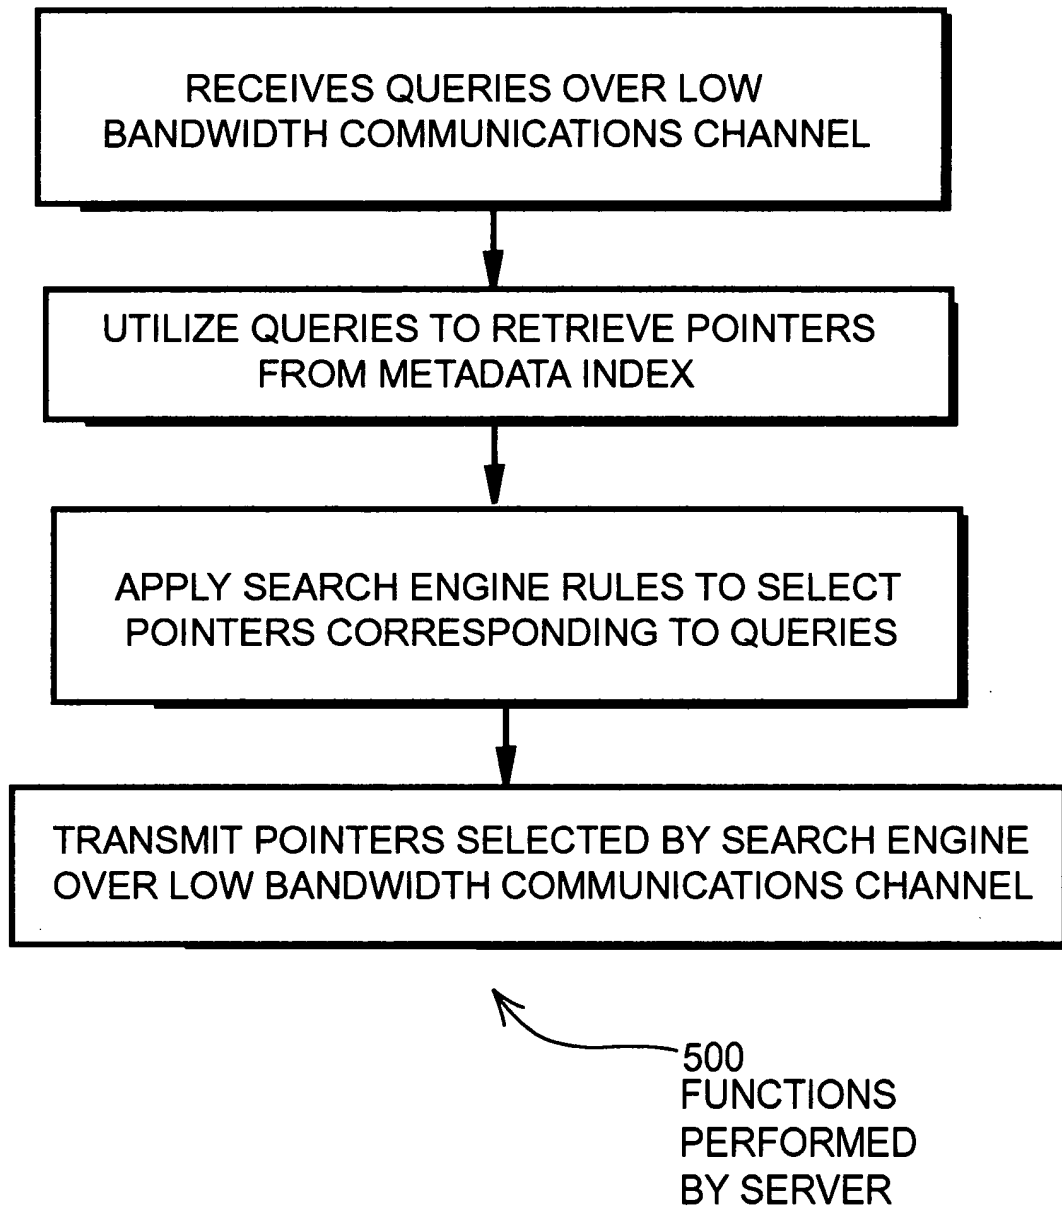 RECEIVES QUERIES OVER LOW
BANDWIDTH COMMUNICATIONS CHANNEL
UTILIZE QUERIES TO RETRIEVE POINTERS
FROM METADATA INDEX
APPLY SEARCH ENGINE RULES TO SELECT
POINTERS CORRESPONDING TO QUERIES
TRANSMIT POINTERS SELECTED BY SEARCH ENGINE
OVER LOW BANDWIDTH COMMUNICATIONS CHANNEL
500
FUNCTIONS
PERFORMED
BY SERVER